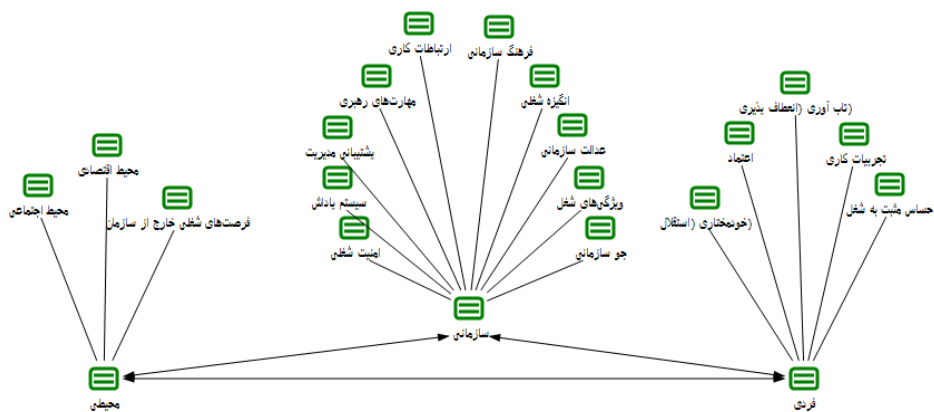 فرهنگ سازمانی
ارتباطات کاری
انگیزه شغلی
مهارت‌های رهبری
(تاب آوری (انعطاف پذیری
عدالت سازمانی
پشتیبانی مدیریت
تجربیات کاری
اعتماد
محیط اقتصادی
ویژگی‌های شغل
سیستم پاداش
حساس مثبت به شغل
محیط اجتماعی
فرصت‌های شغلی خارج از سازمان
(خودمختاری (استقلال
جو سازمانی
امنیت شغلی
سازمانی
فردی
محیطی